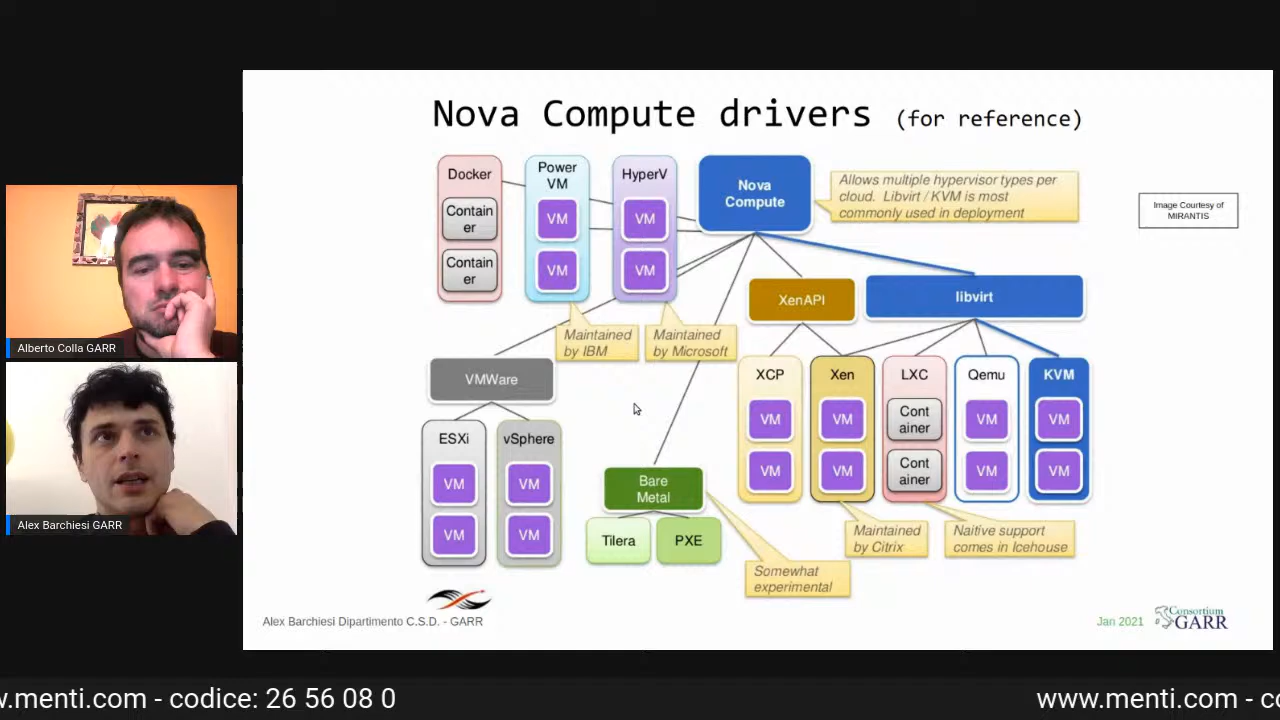 Nova Compute drivers (for reference)
Docker
Contain
er
Contain
er
Power
VM
VM
VM
HyperV
VM
VM
Nova
Compute
Allows multiple hypervisor types per
cloud. Libvirt / KVM is most
commonly used in deployment
Image Courtesy of
MIRANTIS
XenAPI
libvirt
Maintained
by IBM
Maintained
by Microsoft
VMWare
XCP
VM
VM
Xen
VM
VM
LXC
Cont
ainer
Cont
ainer
Qemu
VM
VM
KVM
VM
VM
ESXi
VM
VM
vSphere
VM
VM
Bare
Metal
Tilera
PXE
Maintained
by Citrix
Naitive support
comes in Icehouse
Somewhat
experimental
Alex Barchiesi Dipartimento C.S.D. - GARR
Jan 2021
Consortium
GARR
Alberto Colla GARR
Alex Barchiesi GARR
w.menti.com - codice: 26 56 08 0
www.menti.com - co